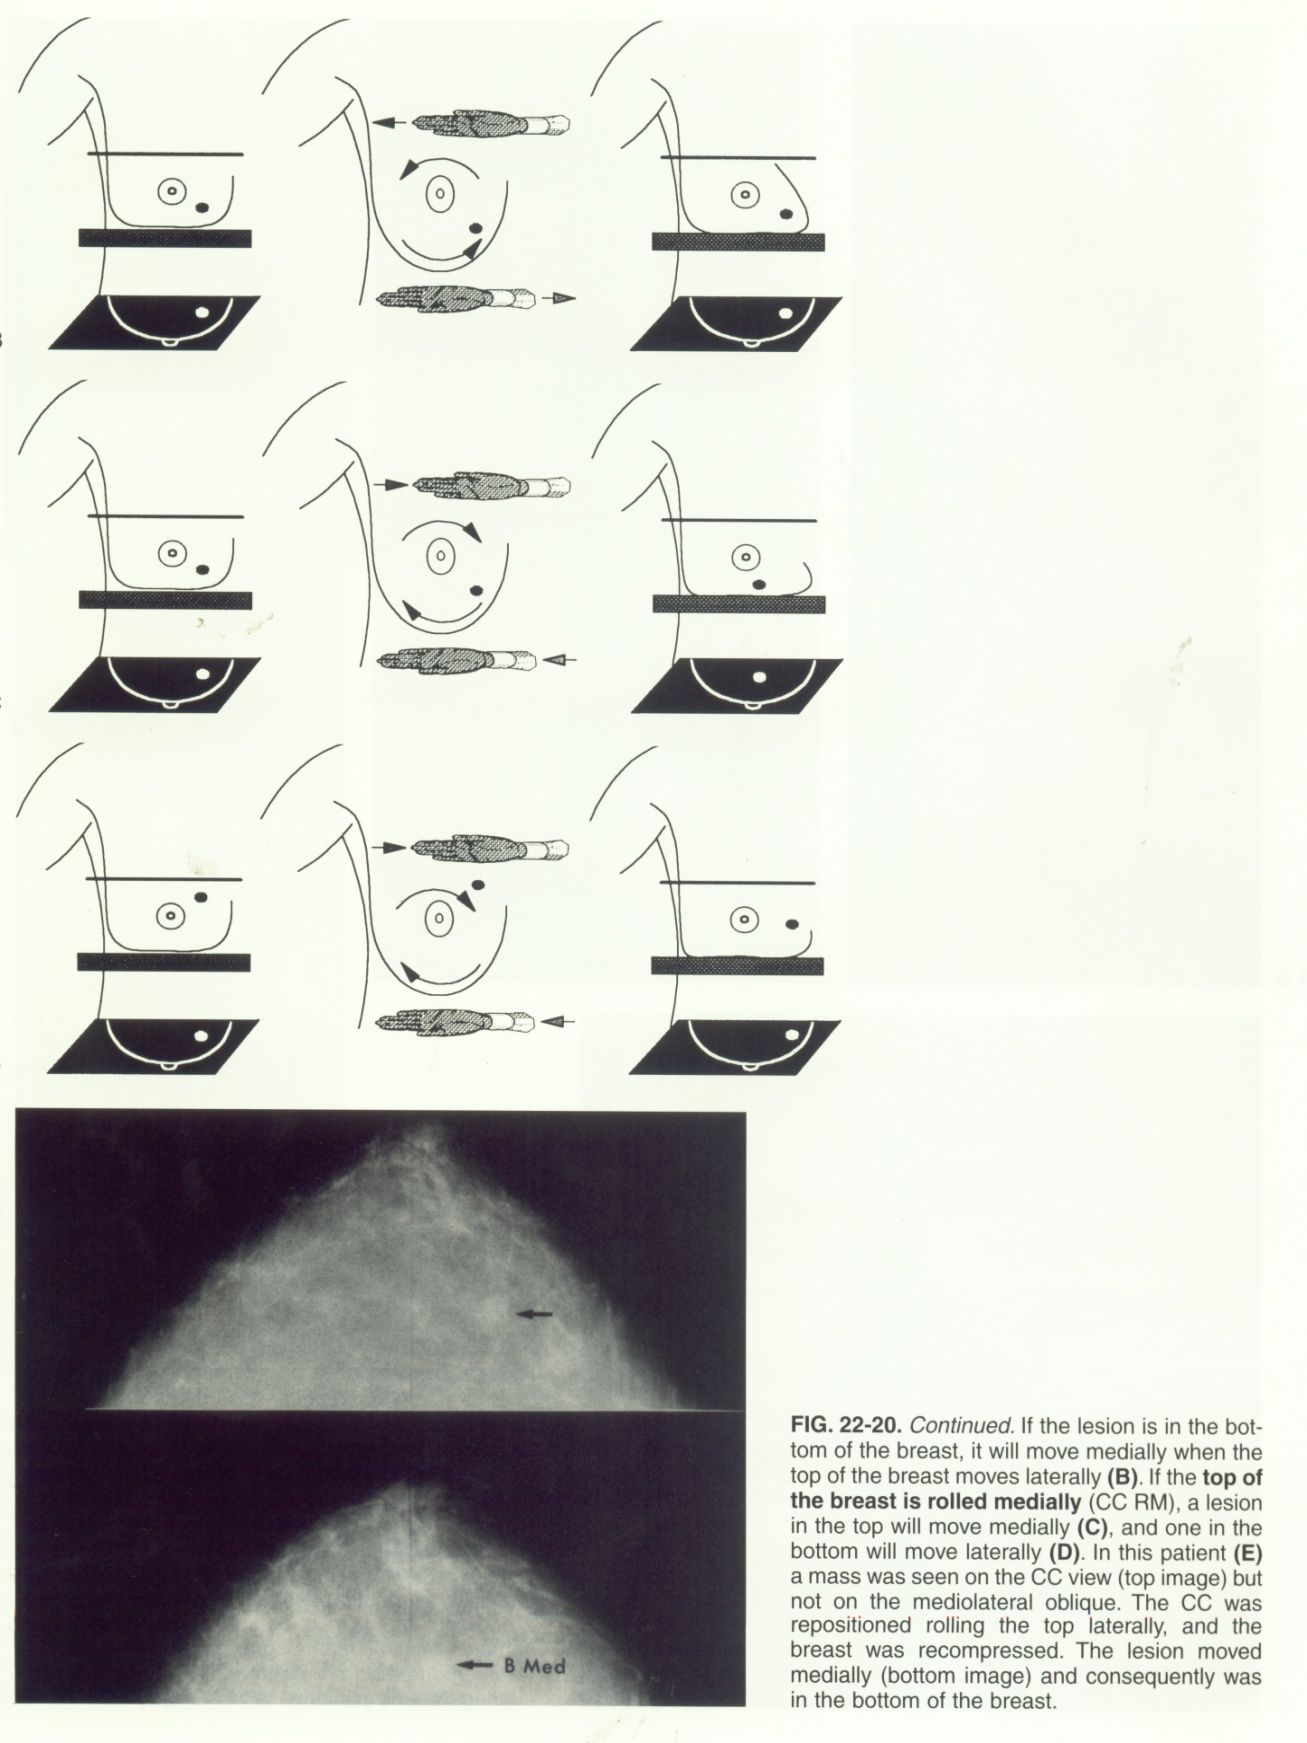 B Med
FIG. 22-20. Continued. If the lesion is in the bot-
tom of the breast, it will move medially when the
top of the breast moves laterally (B). If the top of
the breast is rolled medially (CC RM), a lesion
in the top will move medially (C), and one in the
bottom will move laterally (D). In this patient (E)
a mass was seen on the CC view (top image) but
not on the mediolateral oblique. The CC was
repositioned rolling the top laterally, and the
breast was recompressed. The lesion moved
medially (bottom image) and consequently was
in the bottom of the breast.